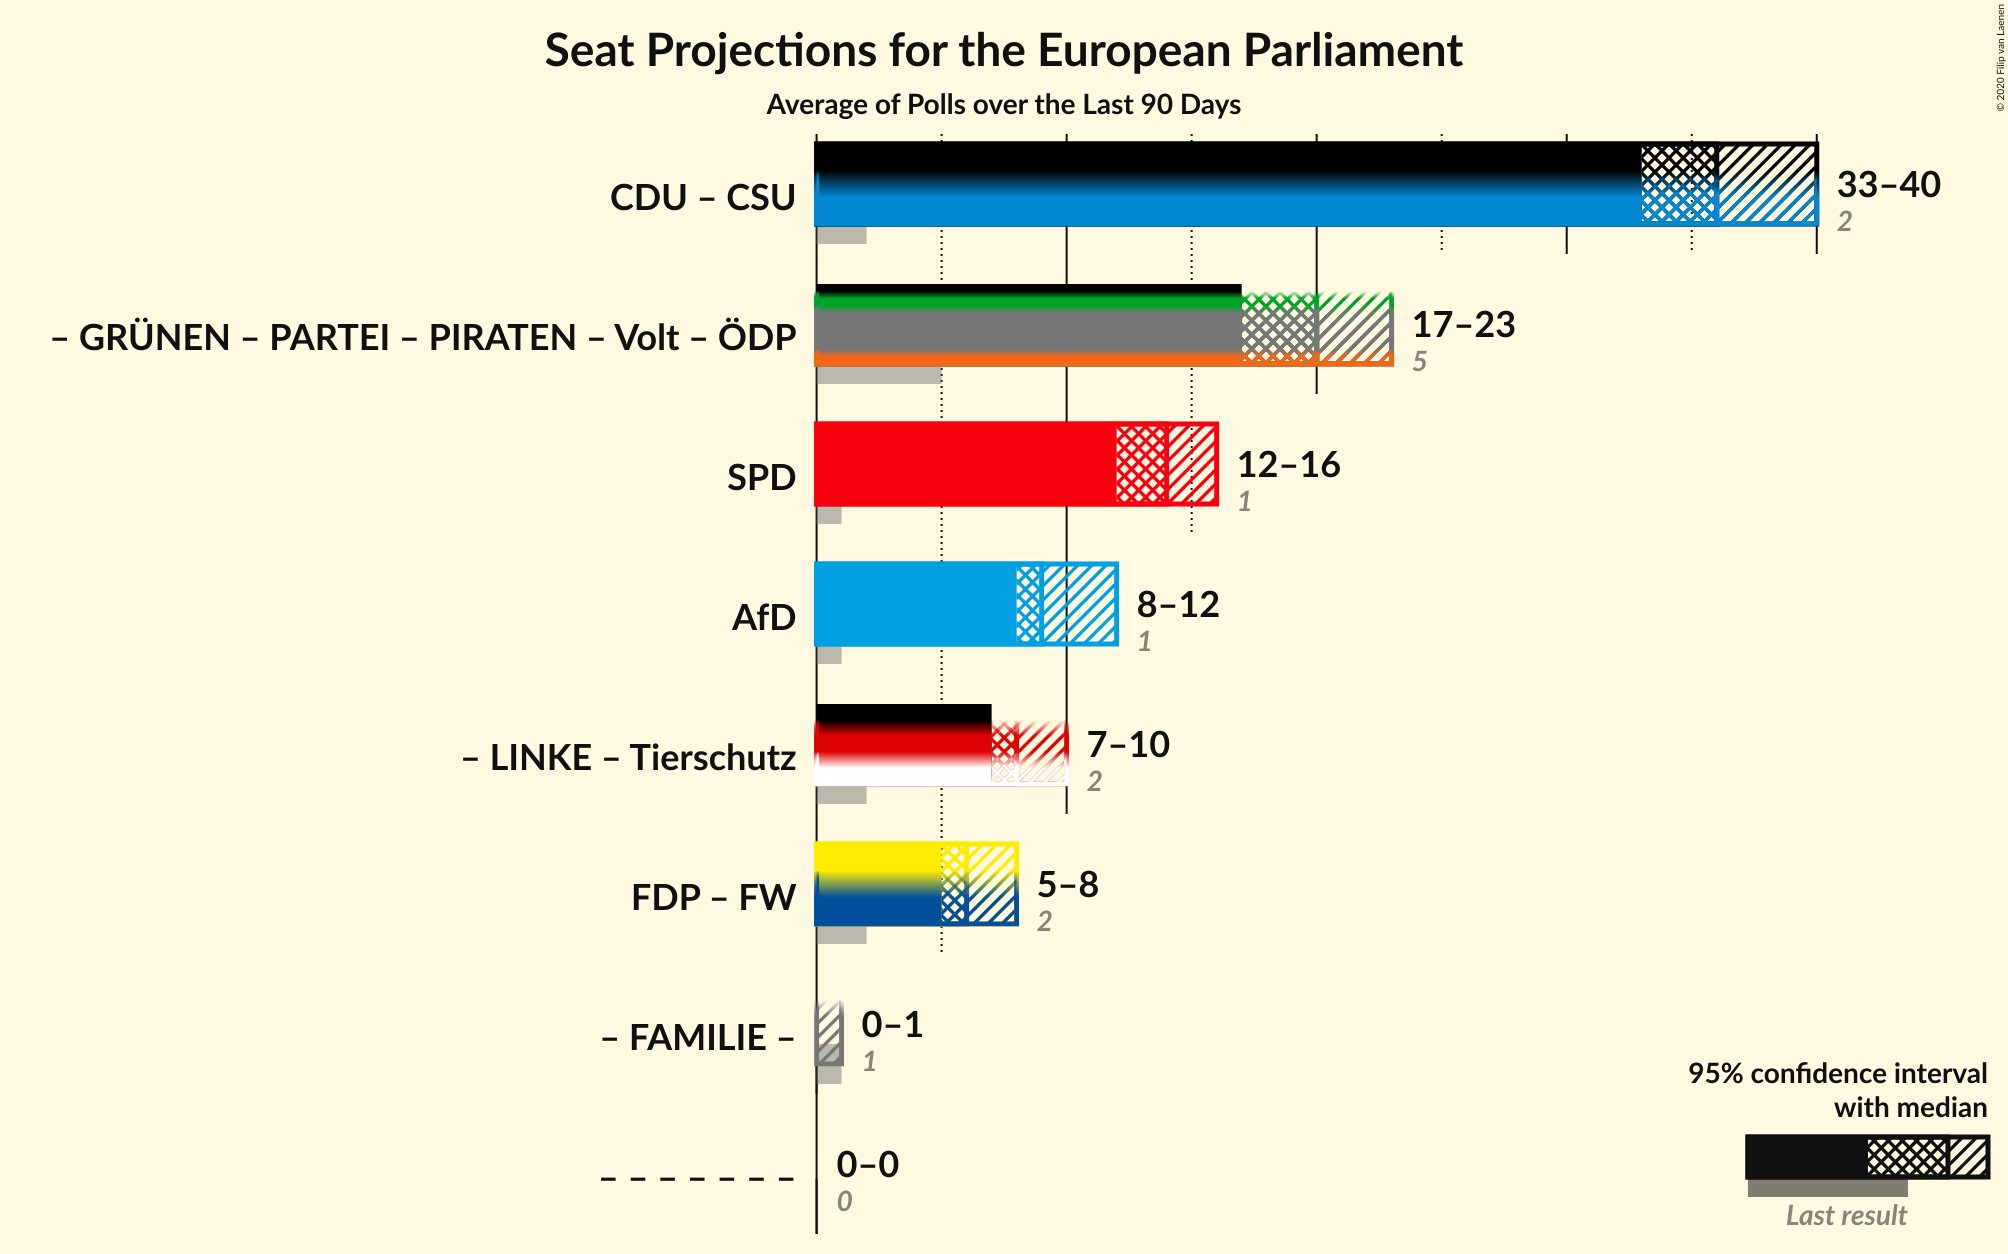 Seat Projections for the European Parliament
Average of Polls over the Last 90 Days
© 2020 Filip van Laenen
CDU – CSU
33–40
2
– GRÜNEN – PARTEI – PIRATEN – Volt – ÖDP
17–23
5
SPD
12–16
1
AfD
8–12
1
– LINKE – Tierschutz
7–10
2
FDP – FW
5–8
2
– FAMILIE –
0–1
1
– – – – – – –
0–0
0
95% confidence interval
with median
Last result